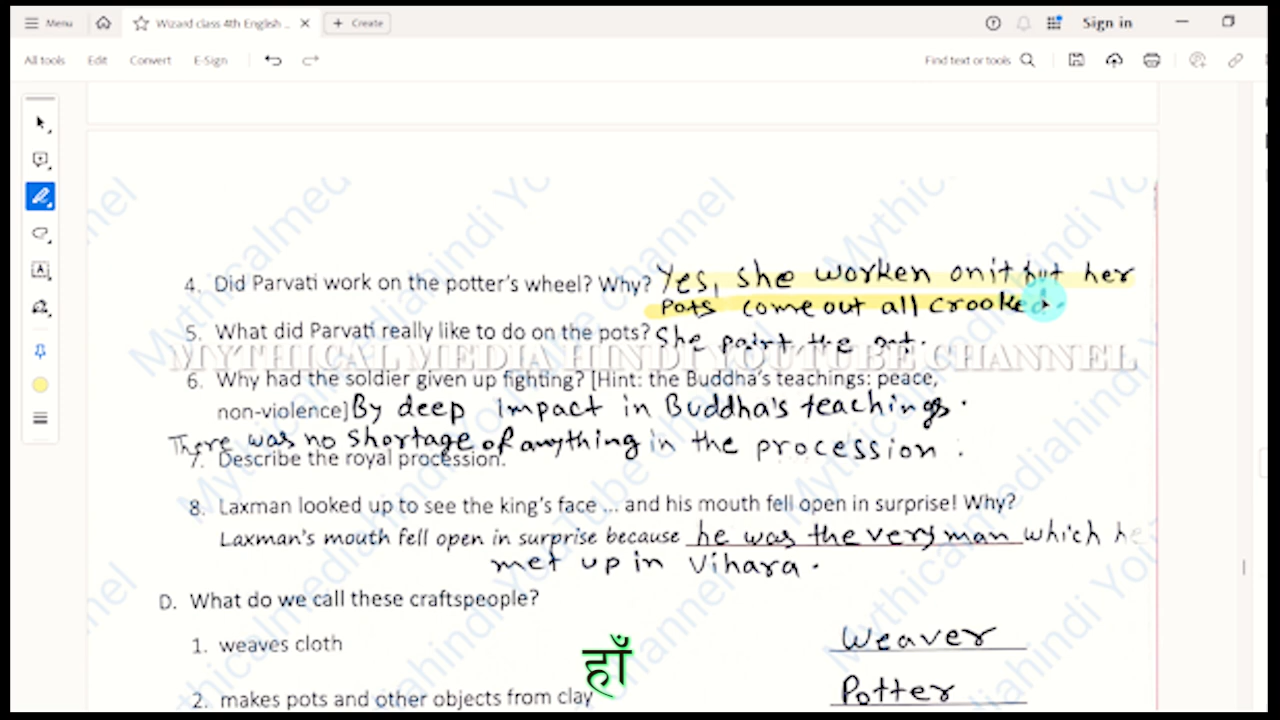 Menu
Wizard class 4th English ..
Create
Sign in
All tools Edit Convert E-Sign
Find text or tools
4. Did Parvati work on the potter's wheel? Why? Yes, she worken on it but her
pots come out all crooked.
5. What did Parvati really like to do on the pots? She paint the
MYTHICAL MEDIA HINDI YOUTUBE CHANNEL
6. Why had the soldier given up fighting? [Hint: the Buddha's teachings: peace,
non-violence] By deep impact in Buddha's teachings.
There was no shortage of anything in the procession.
7. Describe the royal procession.
8. Laxman looked up to see the king's face ... and his mouth fell open in surprise! Why?
Laxman's mouth fell open in surprise because he was the very man which he
met up in Vihara.
D. What do we call these craftspeople?
1. weaves cloth Weaver
हाँ
2. makes pots and other objects from clay Potter